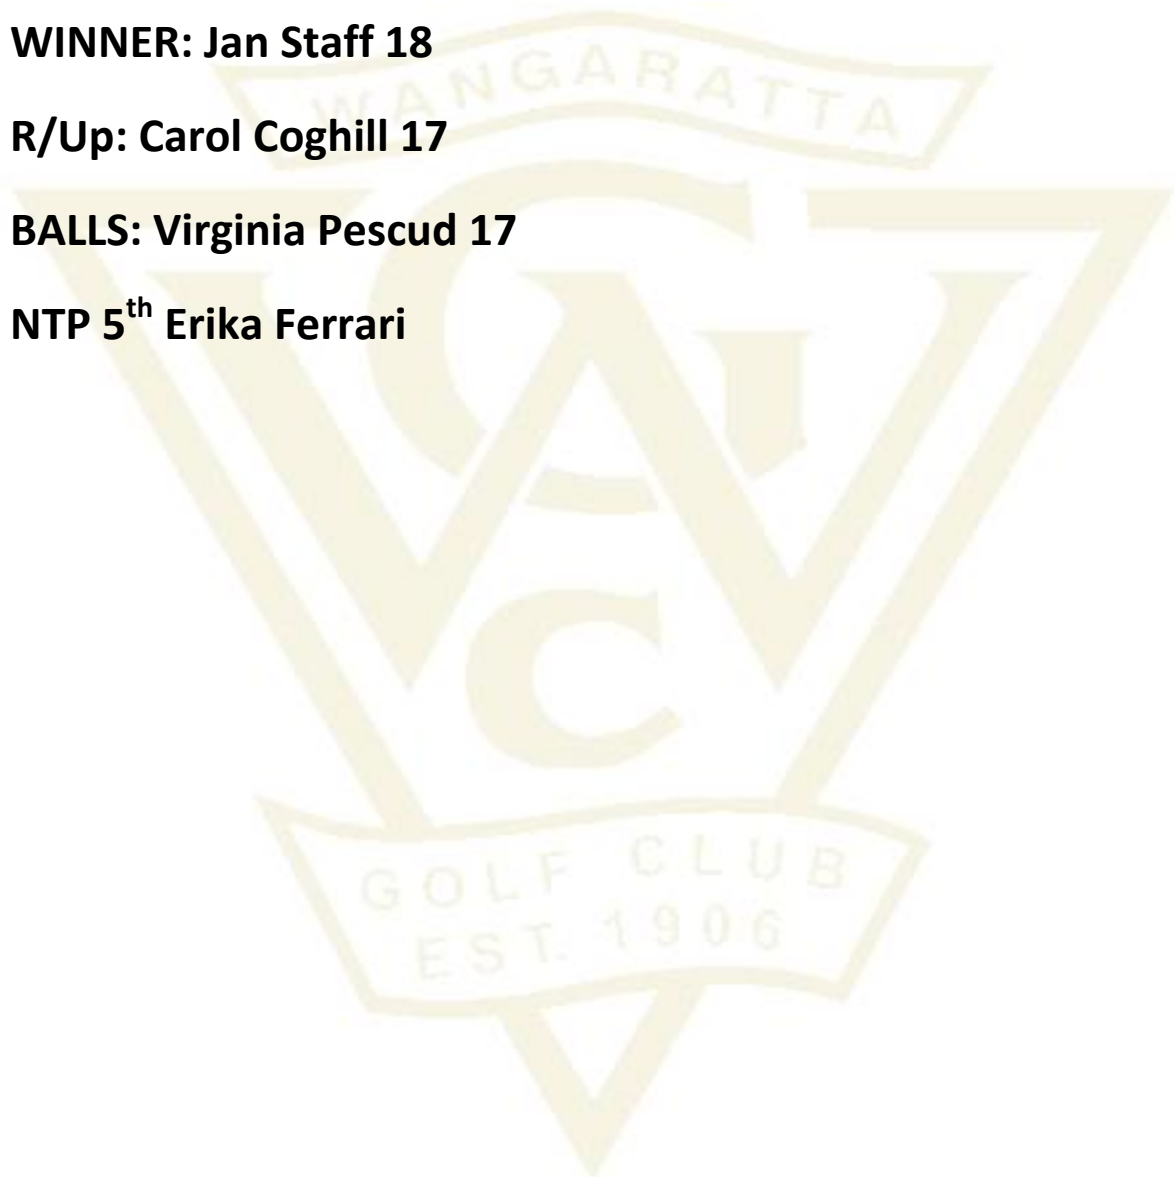 WINNER: Jan Staff 18
WANGARATTA
R/Up: Carol Coghill 17
BALLS: Virginia Pescud 17
NTP 5th Erika Ferrari
WGC
GOLF CLUB
EST. 1906